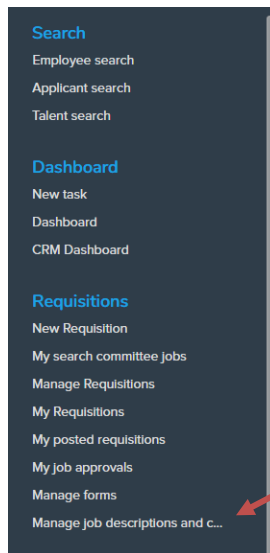 Search
Employee search
Applicant search
Talent search
Dashboard
New task
Dashboard
CRM Dashboard
Requisitions
New Requisition
My search committee jobs
Manage Requisitions
My Requisitions
My posted requisitions
My job approvals
Manage forms
Manage job descriptions and c...